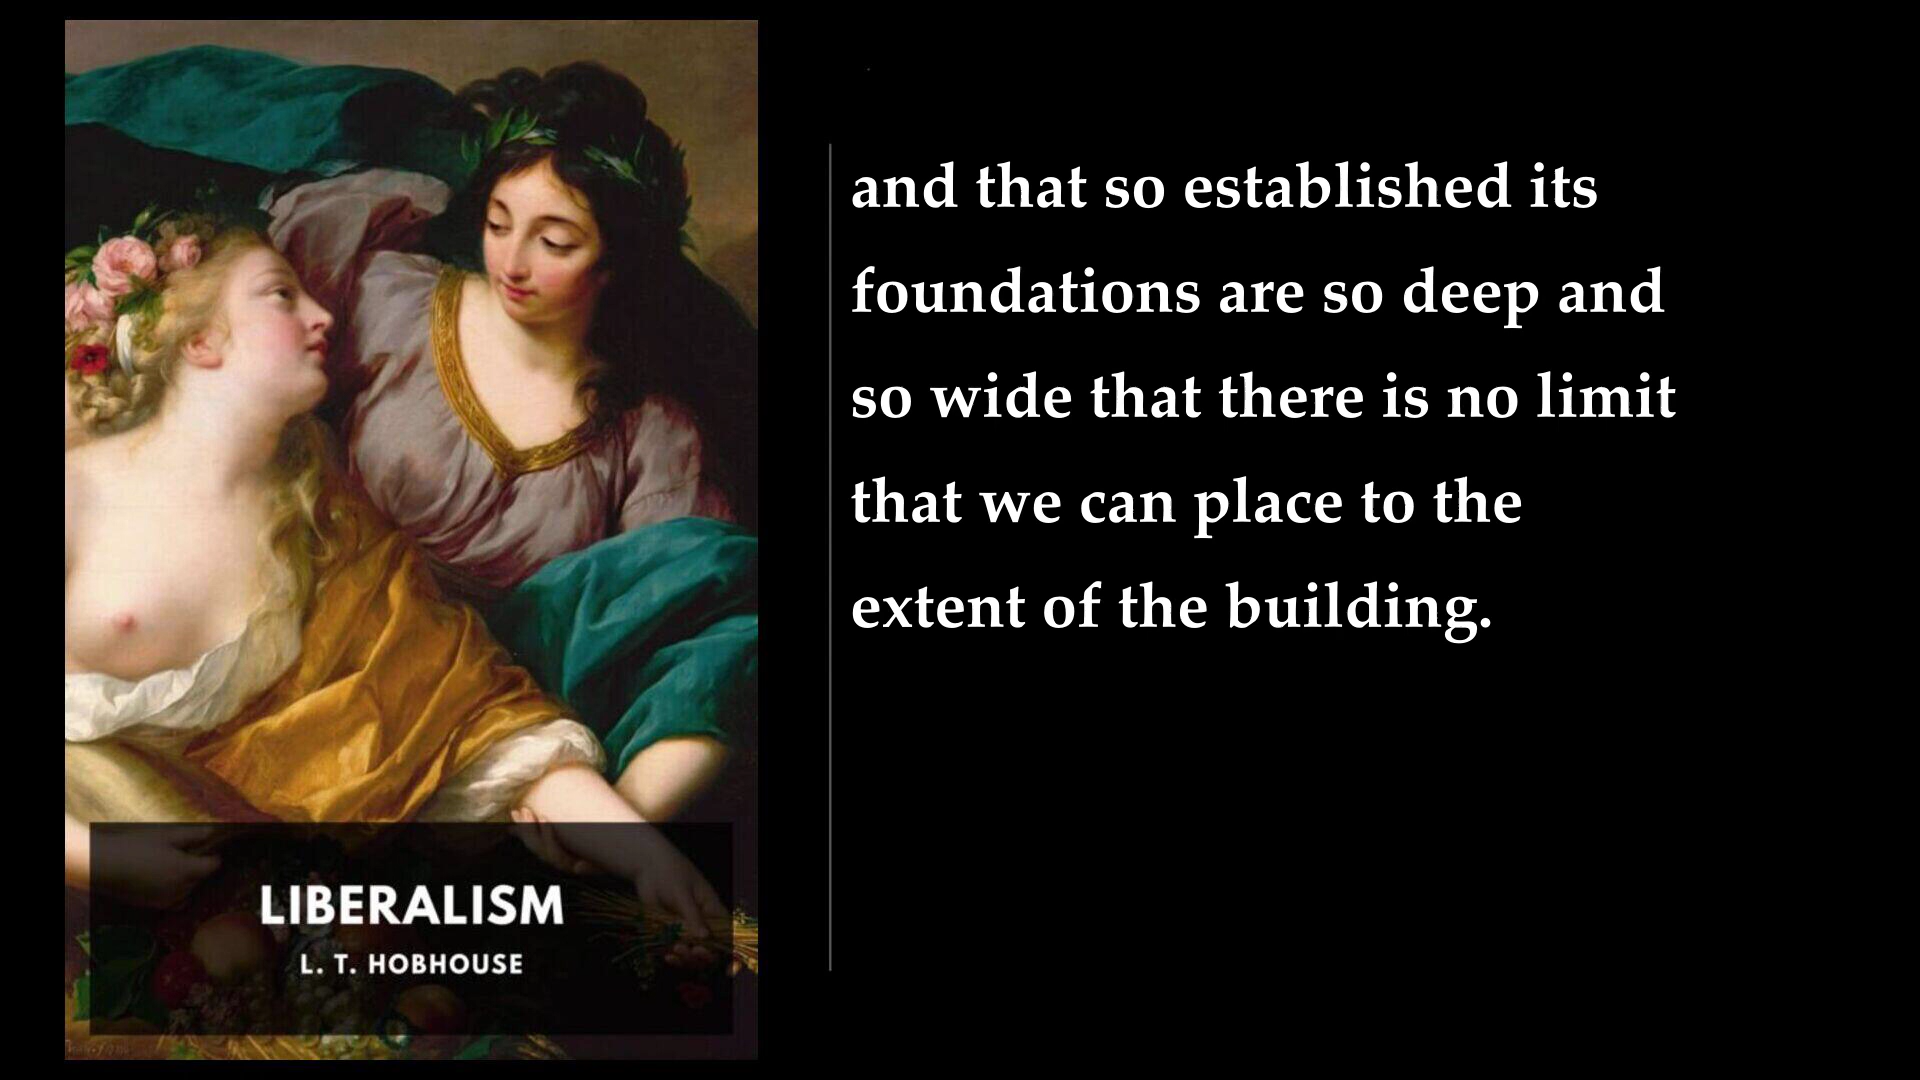 and that so established its
foundations are so deep and
so wide that there is no limit
that we can place to the
extent of the building.
LIBERALISM
L. T. HOBHOUSE